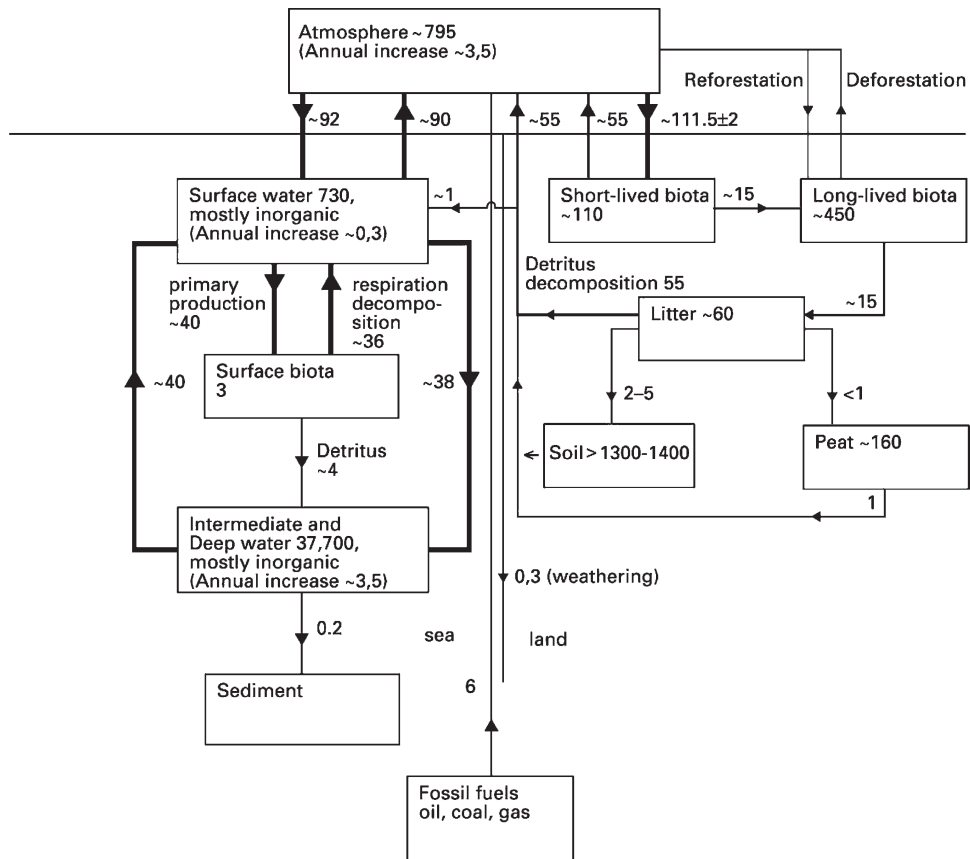 Atmosphere ~795
(Annual increase ~3,5)
Reforestation
Deforestation
~92
~90
~55
~55
~111.5±2
Surface water 730,
mostly inorganic
(Annual increase ~0,3)
~1
Short-lived biota
~110
~15
Long-lived biota
~450
primary
production
~40
respiration
decompo-
sition
~36
Detritus
decomposition 55
Litter ~60
~15
~40
Surface biota
3
~38
2–5
<1
Detritus
~4
Soil > 1300-1400
Peat ~160
1
Intermediate and
Deep water 37,700,
mostly inorganic
(Annual increase ~3,5)
0,3 (weathering)
0.2
sea
land
Sediment
6
Fossil fuels
oil, coal, gas